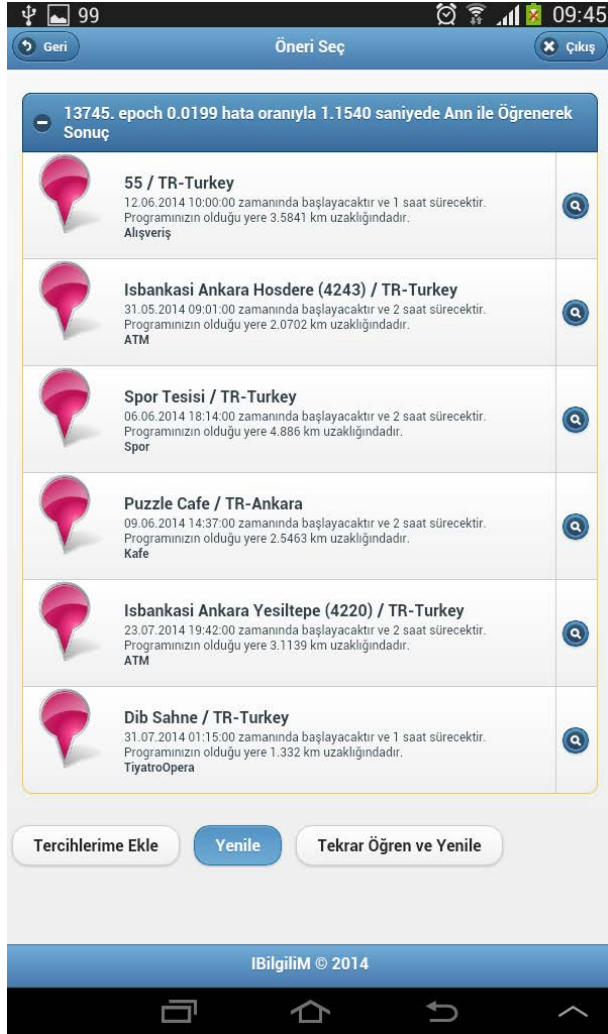 99
09:45
Geri
Öneri Seç
Çıkış
13745. epoch 0.0199 hata oranıyla 1.1540 saniyede Ann ile Öğrenerek
Sonuç
55 / TR-Turkey
12.06.2014 10:00:00 zamanında başlayacaktır ve 1 saat sürecektir.
Programınızın olduğu yere 3.5841 km uzaklığındadır.
Alışveriş
Isbankasi Ankara Hosdere (4243) / TR-Turkey
31.05.2014 09:01:00 zamanında başlayacaktır ve 2 saat sürecektir.
Programınızın olduğu yere 2.0702 km uzaklığındadır.
ATM
Spor Tesisi / TR-Turkey
06.06.2014 18:14:00 zamanında başlayacaktır ve 2 saat sürecektir.
Programınızın olduğu yere 4.886 km uzaklığındadır.
Spor
Puzzle Cafe / TR-Ankara
09.06.2014 14:37:00 zamanında başlayacaktır ve 2 saat sürecektir.
Programınızın olduğu yere 2.5463 km uzaklığındadır.
Kafe
Isbankasi Ankara Yesiltepe (4220) / TR-Turkey
23.07.2014 19:42:00 zamanında başlayacaktır ve 2 saat sürecektir.
Programınızın olduğu yere 3.1139 km uzaklığındadır.
ATM
Dib Sahne / TR-Turkey
31.07.2014 01:15:00 zamanında başlayacaktır ve 1 saat sürecektir.
Programınızın olduğu yere 1.332 km uzaklığındadır.
TiyatroOpera
Tercihlerime Ekle
Yenile
Tekrar Öğren ve Yenile
IBilgiliM © 2014